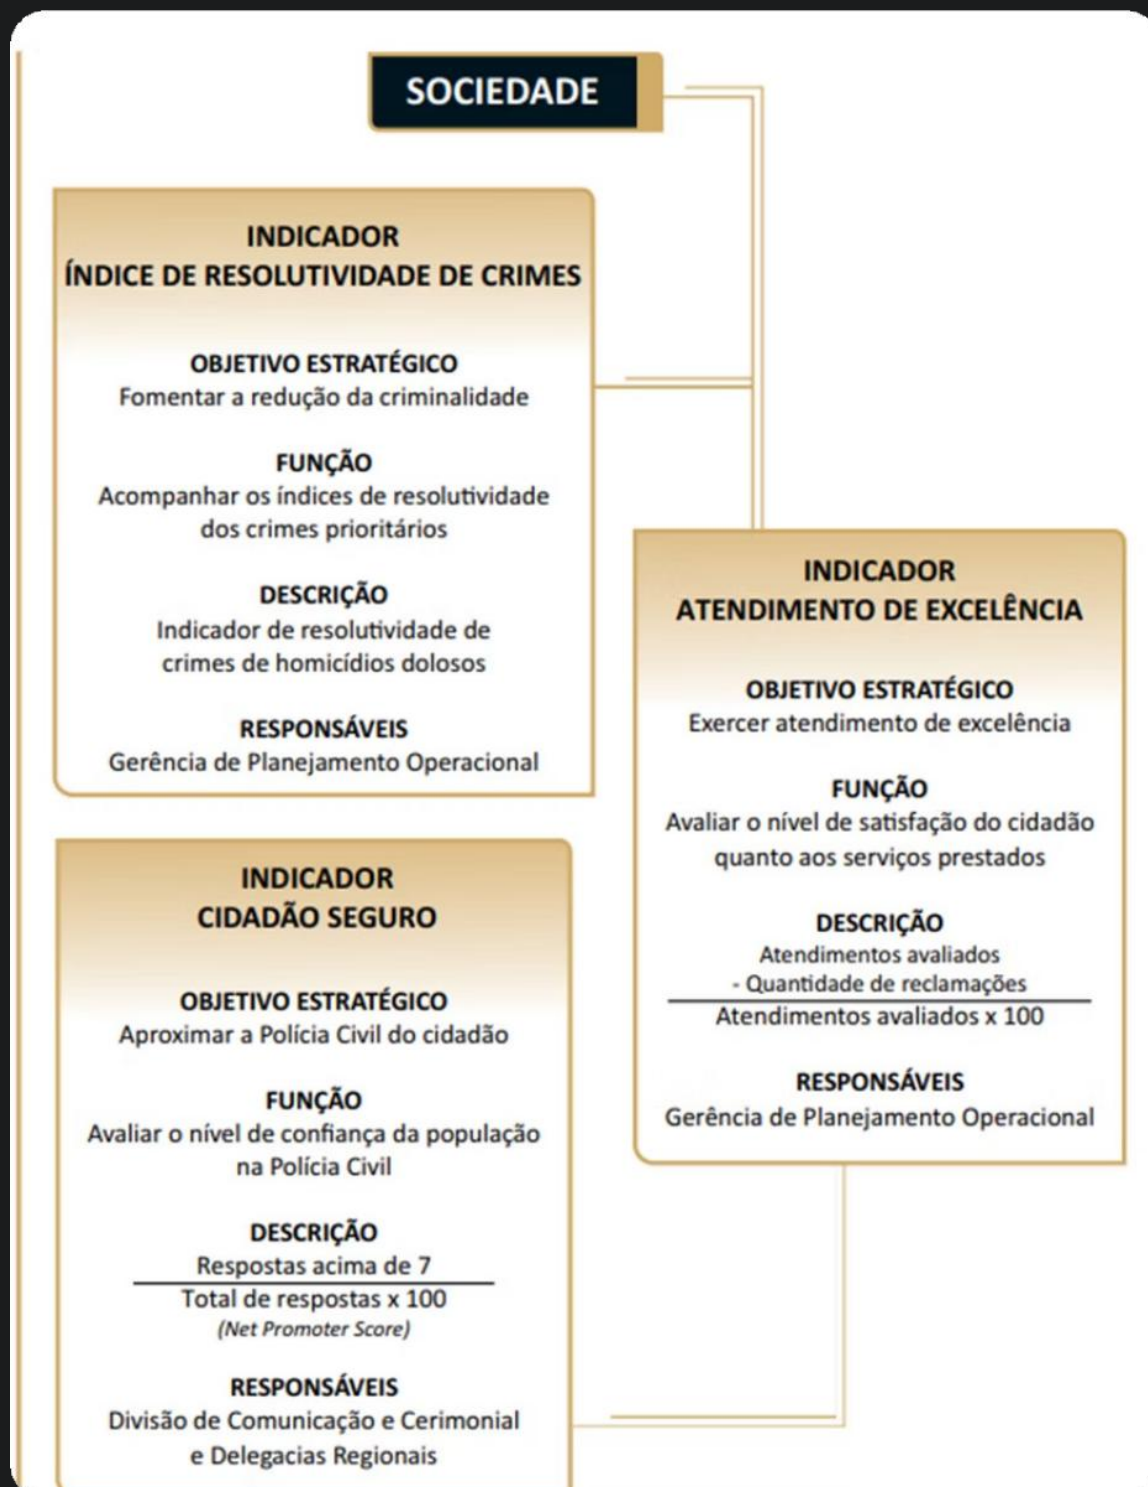 SOCIEDADE
INDICADOR
ÍNDICE DE RESOLUTIVIDADE DE CRIMES
OBJETIVO ESTRATÉGICO
Fomentar a redução da criminalidade
FUNÇÃO
Acompanhar os índices de resolutividade
dos crimes prioritários
DESCRIÇÃO
Indicador de resolutividade de
crimes de homicídios dolosos
RESPONSÁVEIS
Gerência de Planejamento Operacional
INDICADOR
ATENDIMENTO DE EXCELÊNCIA
OBJETIVO ESTRATÉGICO
Exercer atendimento de excelência
FUNÇÃO
Avaliar o nível de satisfação do cidadão
quanto aos serviços prestados
DESCRIÇÃO
Atendimentos avaliados
- Quantidade de reclamações
Atendimentos avaliados x 100
RESPONSÁVEIS
Gerência de Planejamento Operacional
INDICADOR
CIDADÃO SEGURO
OBJETIVO ESTRATÉGICO
Aproximar a Polícia Civil do cidadão
FUNÇÃO
Avaliar o nível de confiança da população
na Polícia Civil
DESCRIÇÃO
Respostas acima de 7
Total de respostas x 100
(Net Promoter Score)
RESPONSÁVEIS
Divisão de Comunicação e Cerimonial
e Delegacias Regionais